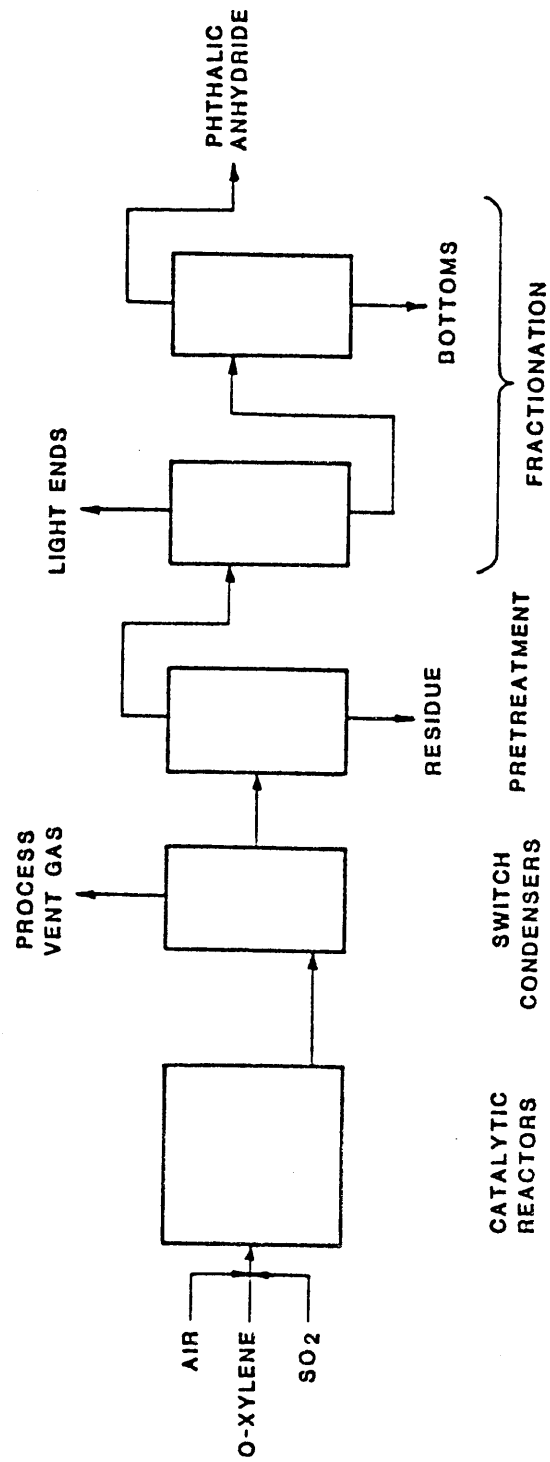 AIR
O-XYLENE
SO2
CATALYTIC
REACTORS
PROCESS
VENT GAS
SWITCH
CONDENSERS
RESIDUE
PRETREATMENT
LIGHT ENDS
BOTTOMS
FRACTIONATION
PHTHALIC
ANHYDRIDE